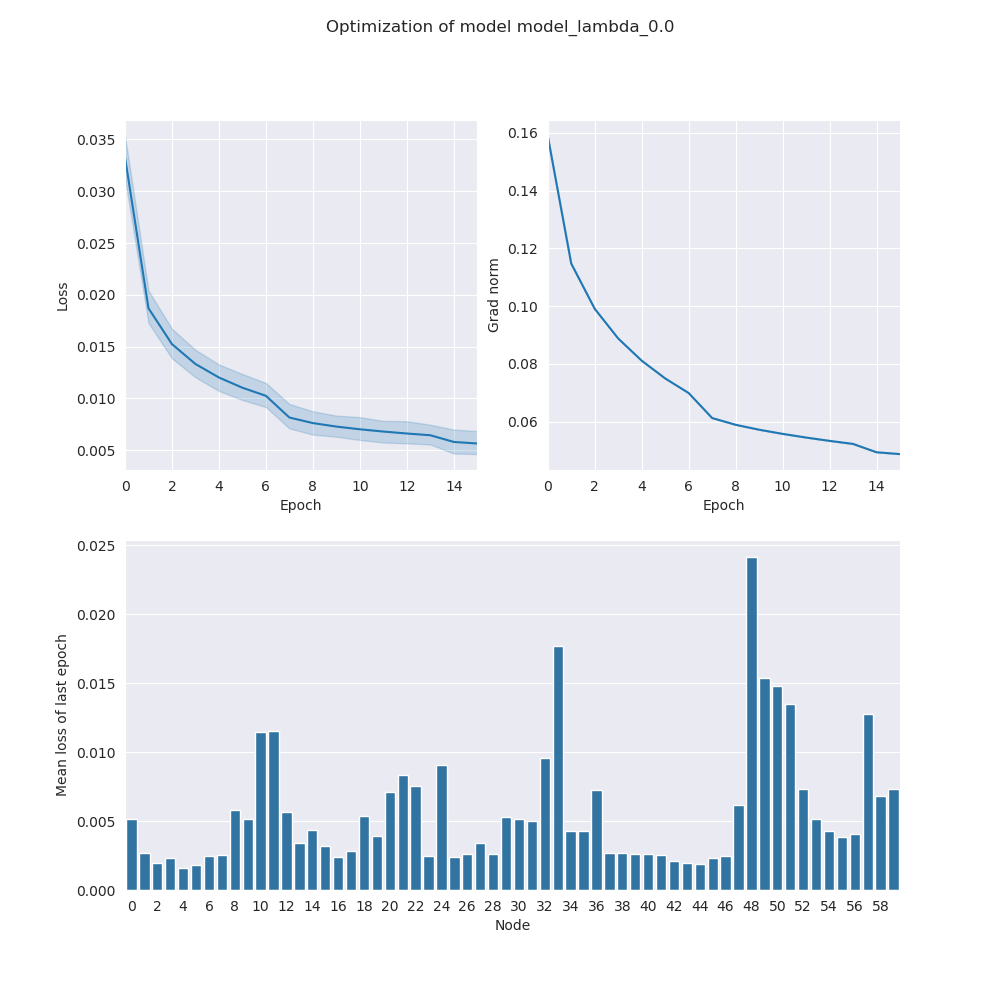 Optimization of model model_lambda_0.0
0.035
0.030
0.025
0.020
0.015
0.010
0.005
Loss
0 2 4 6 8 10 12 14
Epoch
0.16
0.14
0.12
0.10
0.08
0.06
Grad norm
0 2 4 6 8 10 12 14
Epoch
0.025
0.020
0.015
0.010
0.005
0.000
Mean loss of last epoch
0 2 4 6 8 10 12 14 16 18 20 22 24 26 28 30 32 34 36 38 40 42 44 46 48 50 52 54 56 58
Node